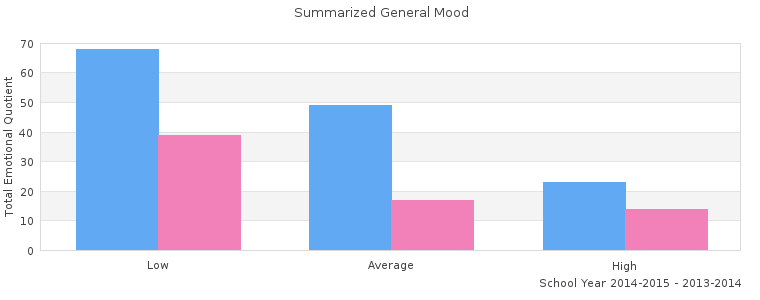 Summarized General Mood
70
60
50
40
30
20
10
0
Total Emotional Quotient
Low
Average
High
School Year 2014-2015 - 2013-2014